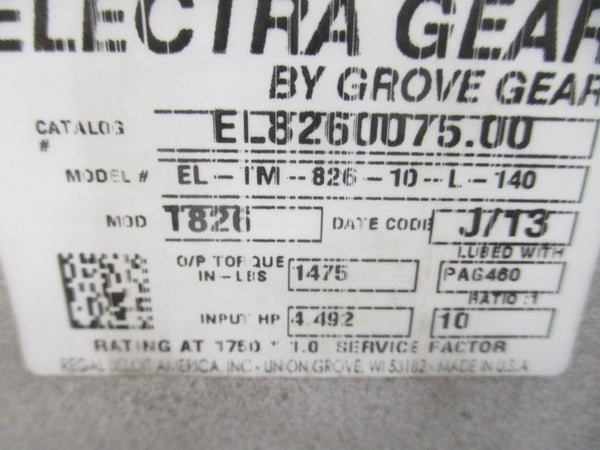 ELECTRA GEAR
BY GROVE GEAR
CATALOG # EL8260075.00
MODEL # EL-TM-826-10-L-140
MOD T826 DATE CODE J/13
O/P TORQUE IN-LBS 1475 LUBED WITH PAG460
INPUT HP 4.492 RATIO :1 10
RATING AT 1750 * 1.0 SERVICE FACTOR
REGAL BELOIT AMERICA, INC - UNION GROVE, WI 53182 - MADE IN U.S.A